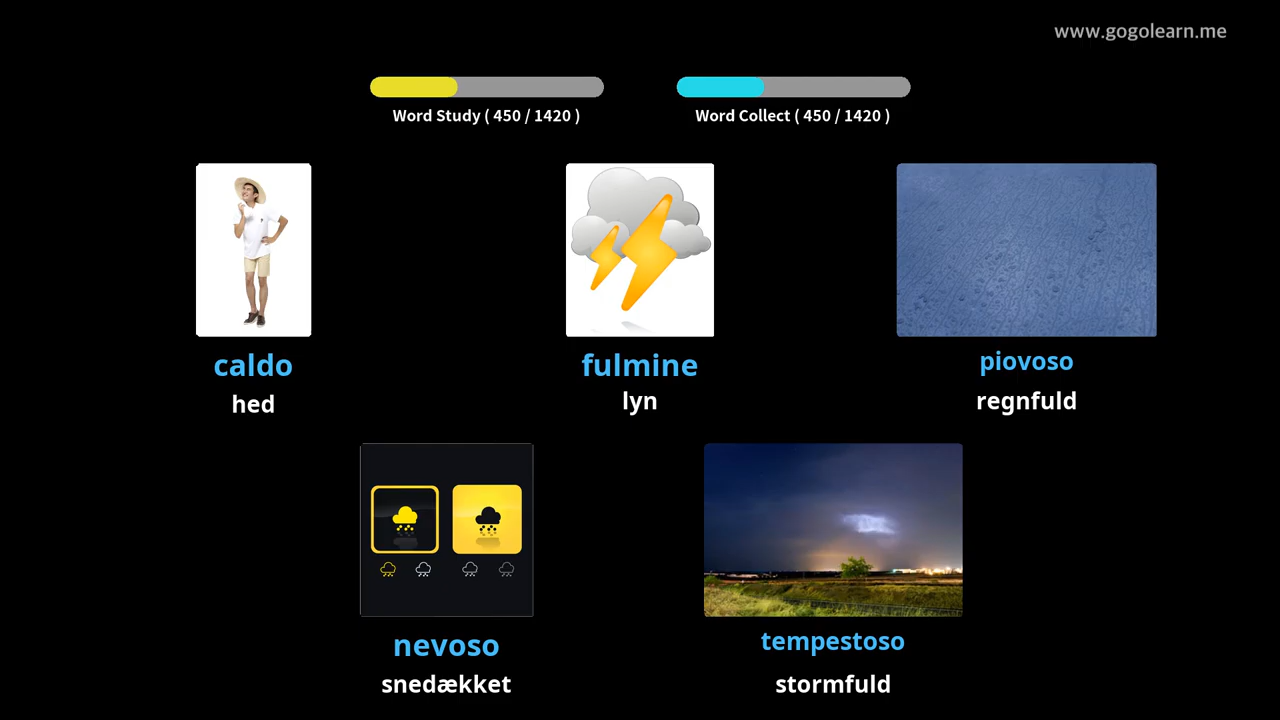 www.gogolearn.me
Word Study ( 450 / 1420 )
Word Collect ( 450 / 1420 )
caldo
hed
fulmine
lyn
piovoso
regnfuld
nevoso
snedækket
tempestoso
stormfuld